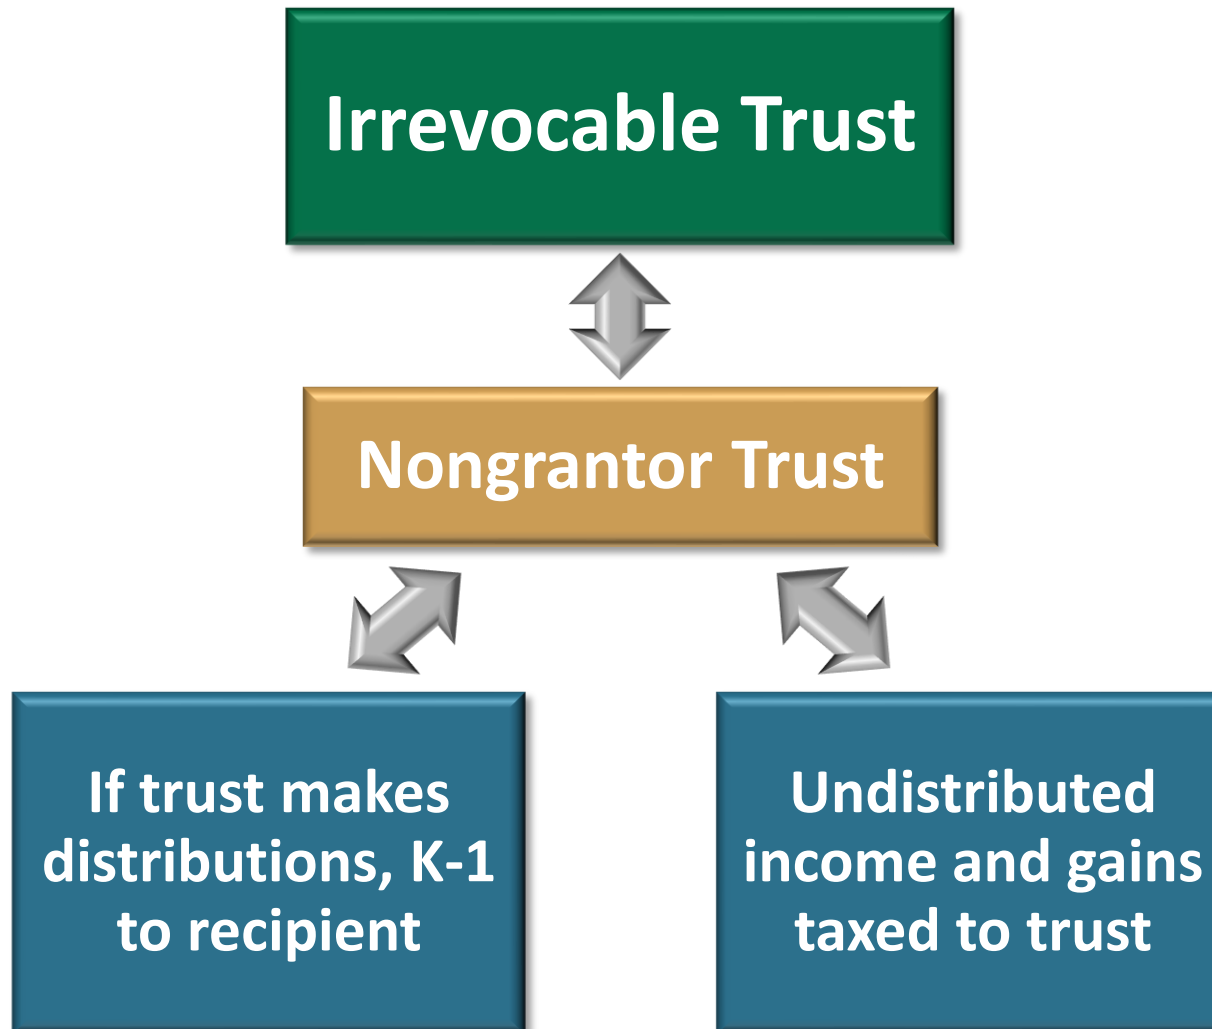 Irrevocable Trust
Nongrantor Trust
If trust makes
distributions, K-1
to recipient
Undistributed
income and gains
taxed to trust